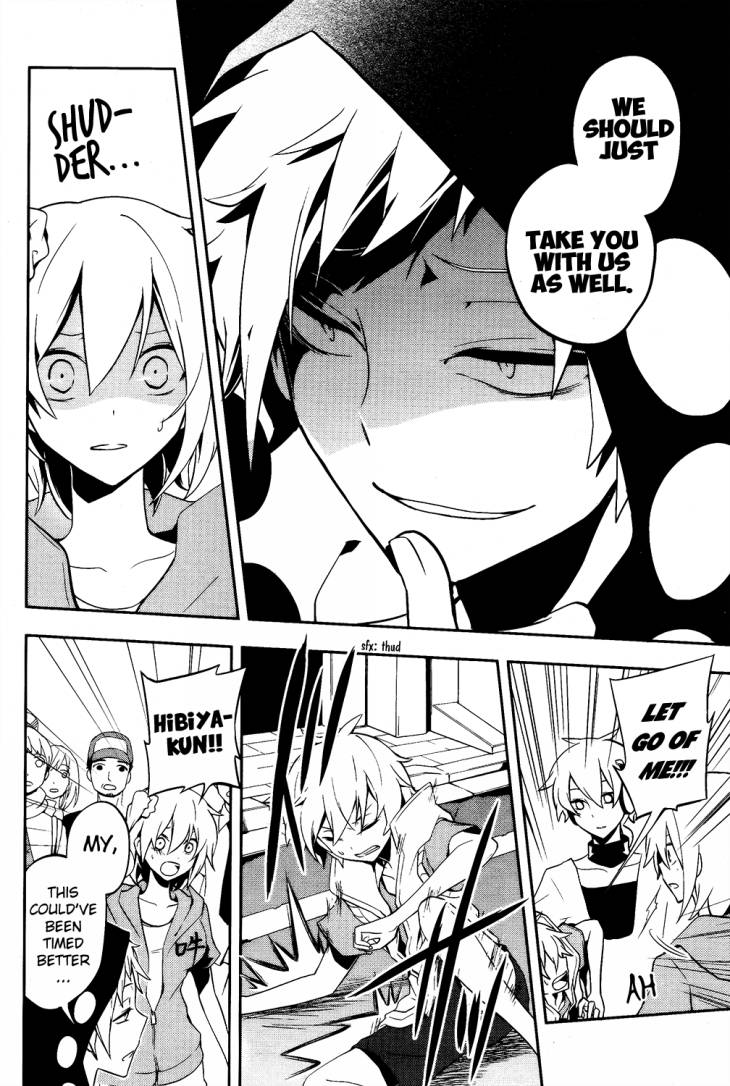 WE
SHOULD
JUST
TAKE YOU
WITH US
AS WELL.
SHUD-
DER...
LET
GO OF
ME!!!
AH
sfx: thud
HIBIYA-
KUN!!
MY,
THIS
COULD'VE
BEEN
TIMED
BETTER
...